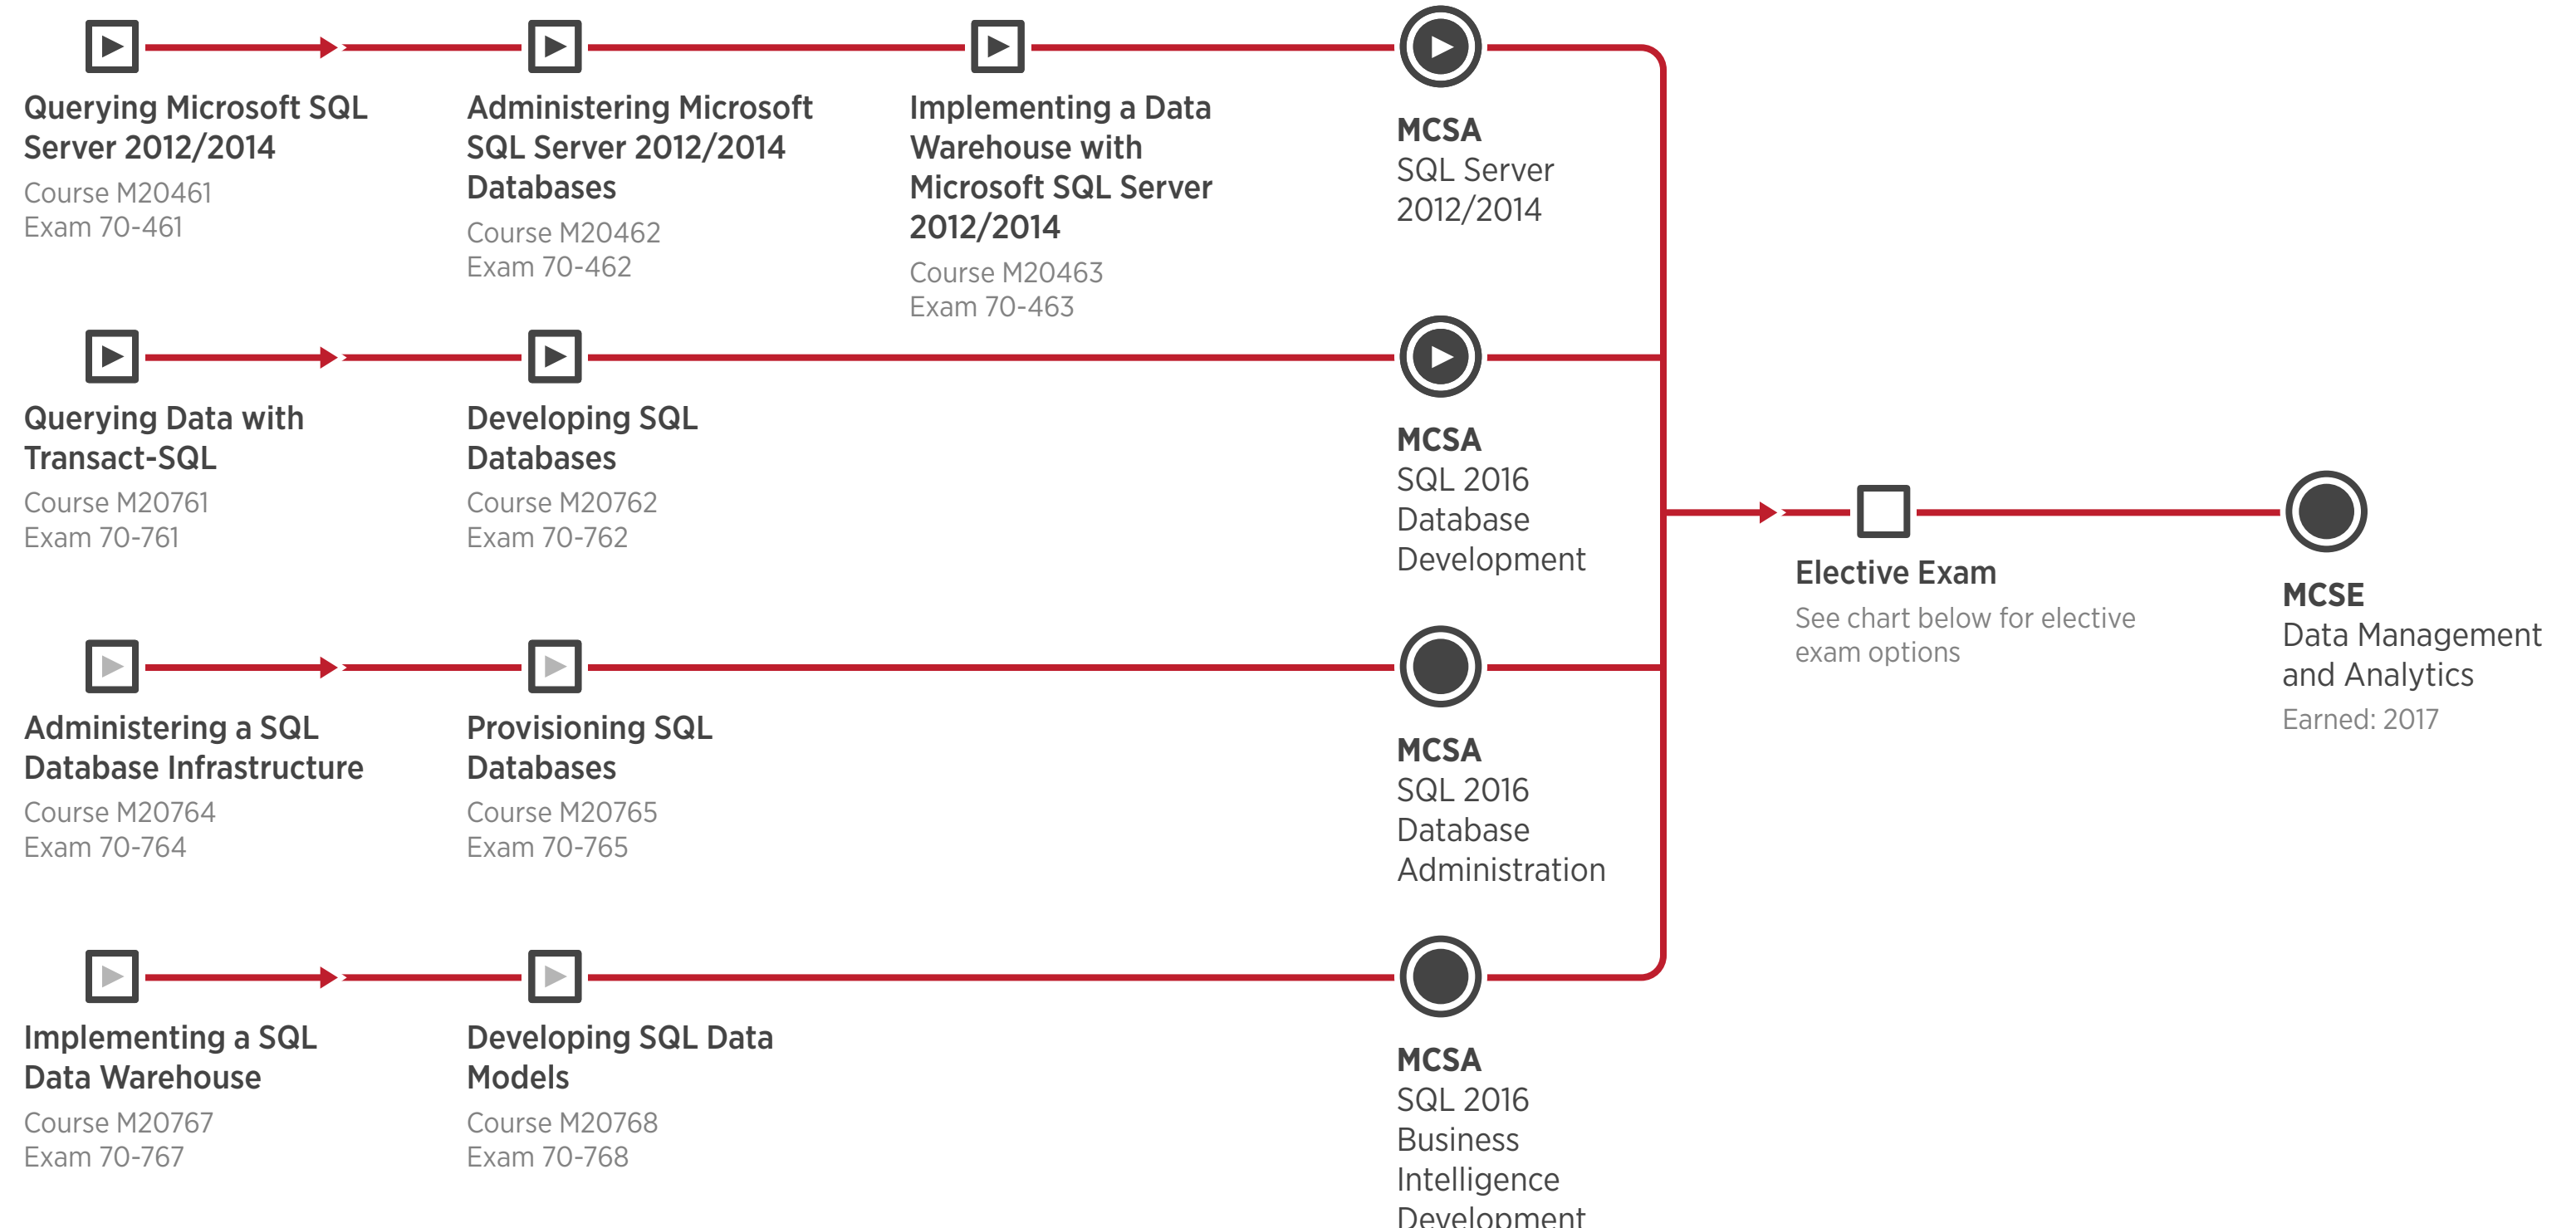 Querying Microsoft SQL
Server 2012/2014
Course M20461
Exam 70-461
Administering Microsoft
SQL Server 2012/2014
Databases
Course M20462
Exam 70-462
Implementing a Data
Warehouse with
Microsoft SQL Server
2012/2014
Course M20463
Exam 70-463
MCSA
SQL Server
2012/2014
Querying Data with
Transact-SQL
Course M20761
Exam 70-761
Developing SQL
Databases
Course M20762
Exam 70-762
MCSA
SQL 2016
Database
Development
Administering a SQL
Database Infrastructure
Course M20764
Exam 70-764
Provisioning SQL
Databases
Course M20765
Exam 70-765
MCSA
SQL 2016
Database
Administration
Implementing a SQL
Data Warehouse
Course M20767
Exam 70-767
Developing SQL Data
Models
Course M20768
Exam 70-768
MCSA
SQL 2016
Business
Intelligence
Development
Elective Exam
See chart below for elective
exam options
MCSE
Data Management
and Analytics
Earned: 2017